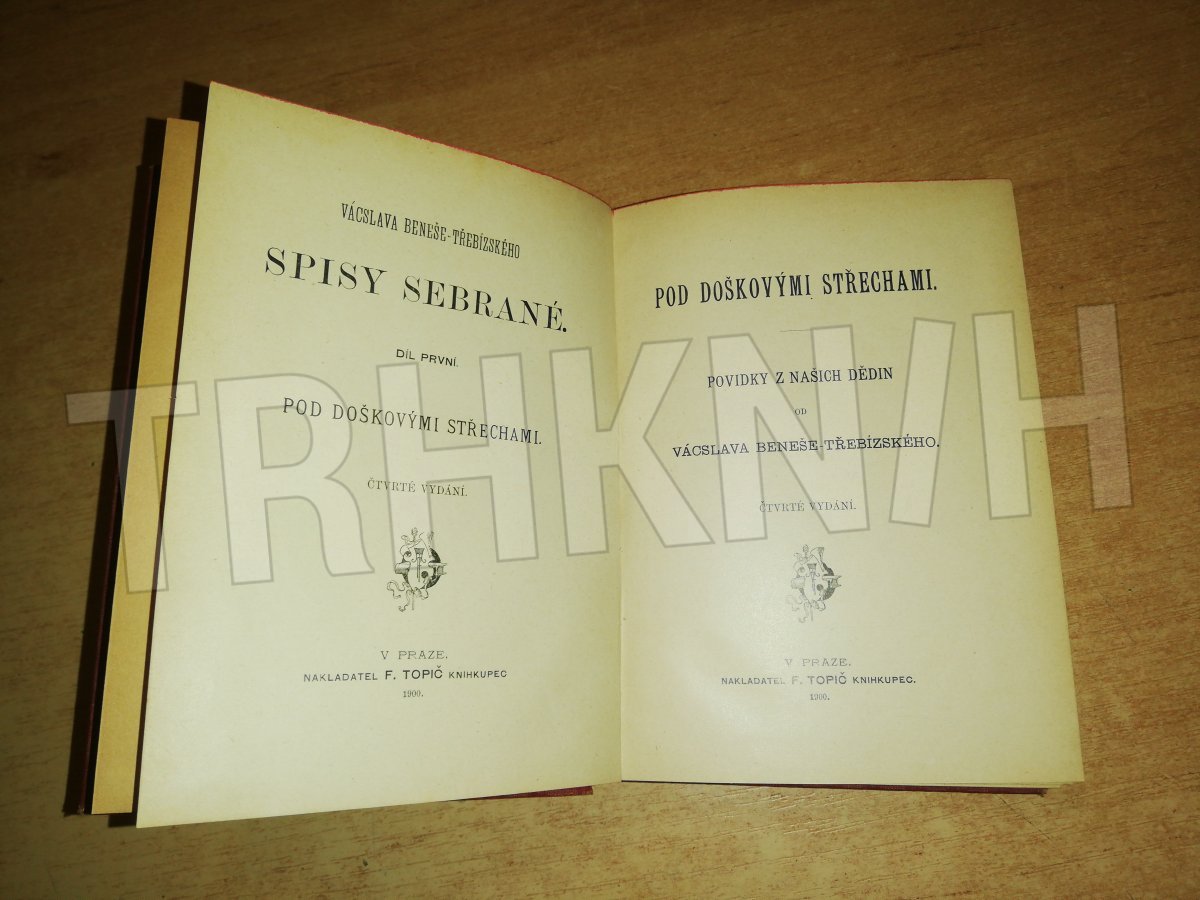 VÁCSLAVA BENEŠE-TŘEBÍZSKÉHO
SPISY SEBRANÉ.
DÍL PRVNÍ.
POD DOŠKOVÝMI STŘECHAMI.
ČTVRTÉ VYDÁNÍ.
V PRAZE.
NAKLADATEL F. TOPIČ KNIHKUPEC
1900.
POD DOŠKOVÝMI STŘECHAMI.
POVIDKY Z NAŠICH DĚDIN
OD
VÁCSLAVA BENEŠE-TŘEBÍZSKÉHO.
ČTVRTÉ VYDÁNÍ.
V PRAZE.
NAKLADATEL F. TOPIČ KNIHKUPEC.
1900.
TRHKNIH